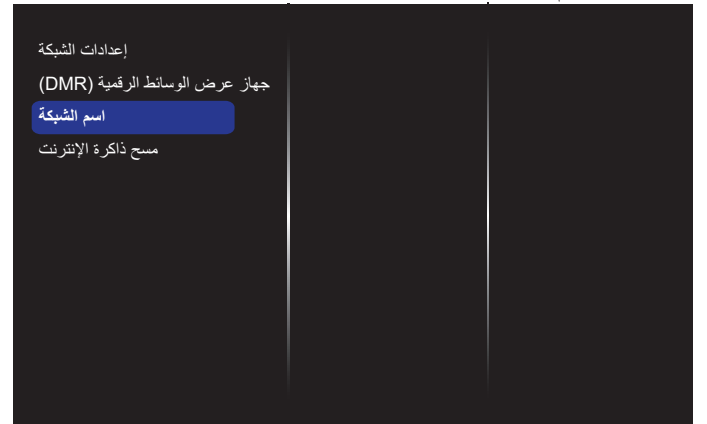 إعدادات الشبكة
جهاز عرض الوسائط الرقمية (DMR)
اسم الشبكة
مسح ذاكرة الإنترنت